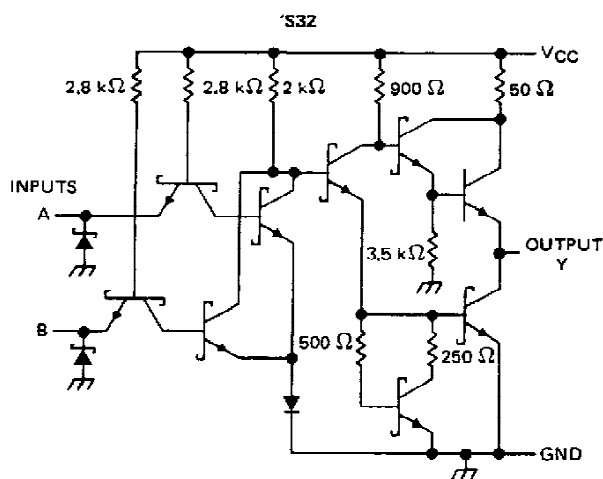 'S32
VCC
2.8 kΩ
2.8 kΩ
2 kΩ
900 Ω
50 Ω
INPUTS
A
3.5 kΩ
OUTPUT
Y
B
500 Ω
250 Ω
GND